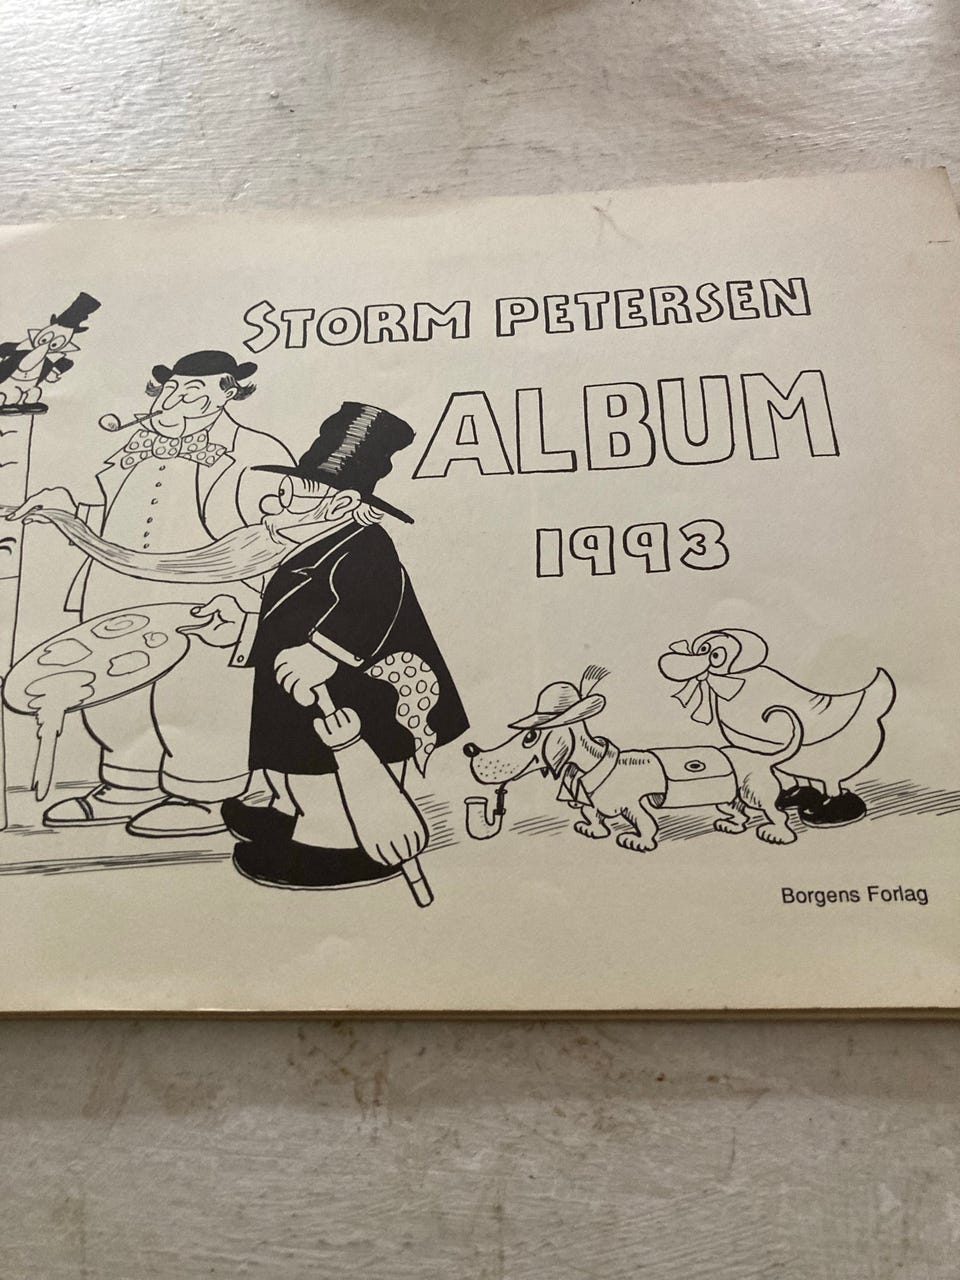 STORM PETERSEN
ALBUM
1993
Borgens Forlag